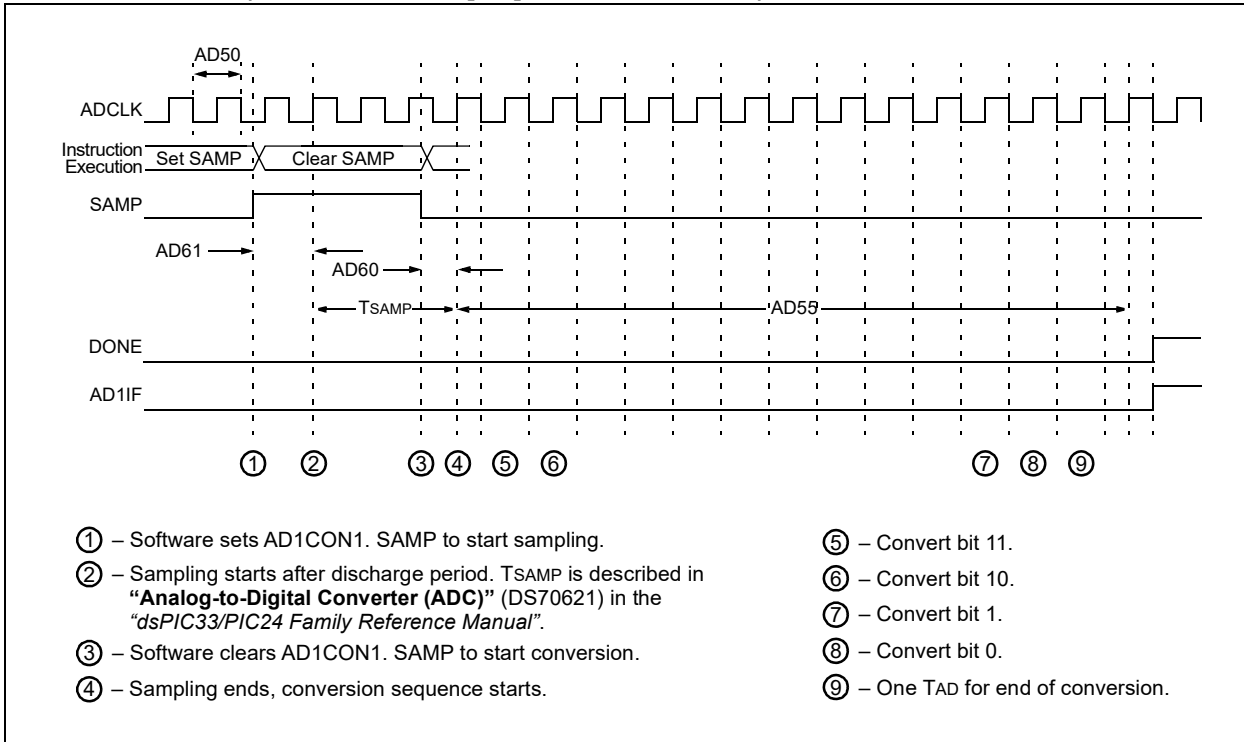 AD50
ADCLK
Instruction
Execution
Set SAMP
Clear SAMP
SAMP
AD61
AD60
TSAMP
AD55
DONE
AD1IF
① ② ③ ④ ⑤ ⑥ ⑦ ⑧ ⑨
① – Software sets AD1CON1. SAMP to start sampling.
② – Sampling starts after discharge period. TSAMP is described in
“Analog-to-Digital Converter (ADC)” (DS70621) in the
“dsPIC33/PIC24 Family Reference Manual”.
③ – Software clears AD1CON1. SAMP to start conversion.
④ – Sampling ends, conversion sequence starts.
⑤ – Convert bit 11.
⑥ – Convert bit 10.
⑦ – Convert bit 1.
⑧ – Convert bit 0.
⑨ – One TAD for end of conversion.